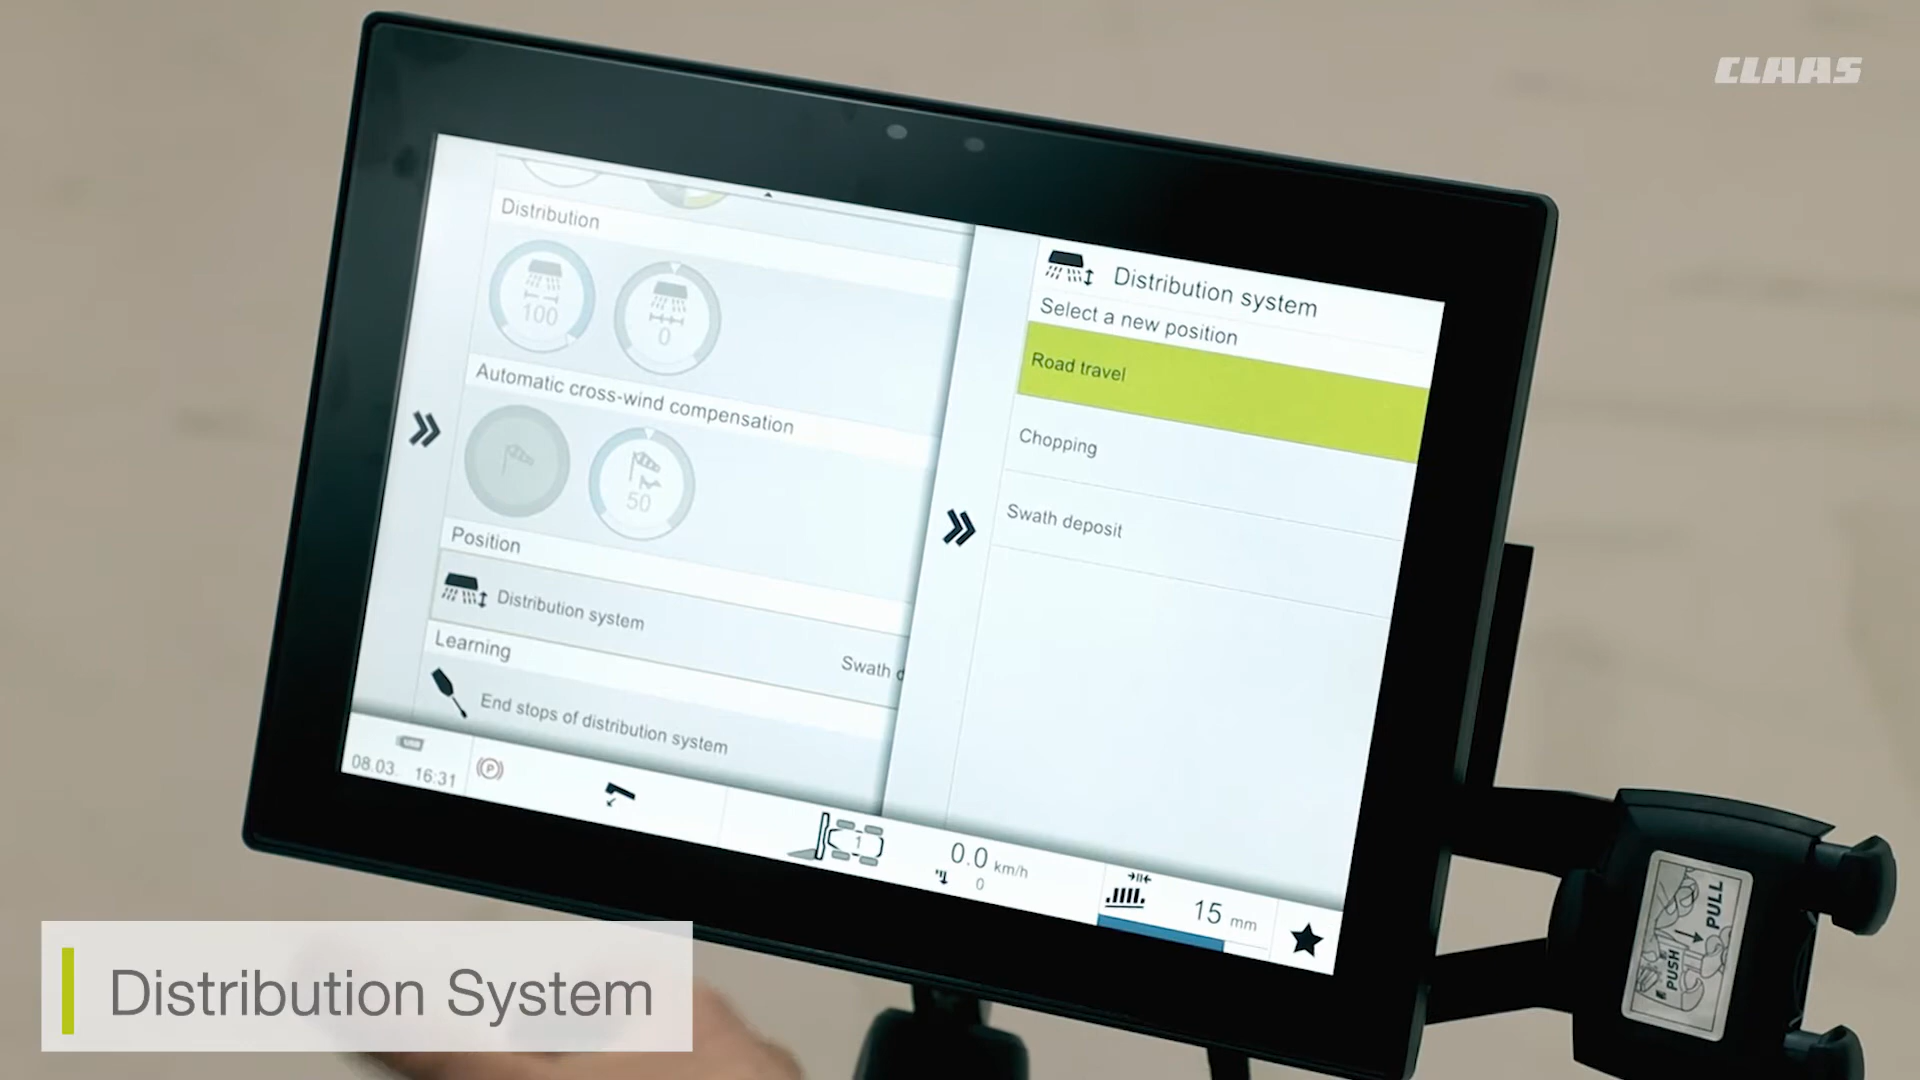 CLAAS
Distribution
100
0
Automatic cross-wind compensation
50
Position
Distribution system
Swath d
Learning
End stops of distribution system
Distribution system
Select a new position
Road travel
Chopping
Swath deposit
USB
08.03. 16:31
P
1
0.0 km/h
0
15 mm
PUSH
PULL
Distribution System